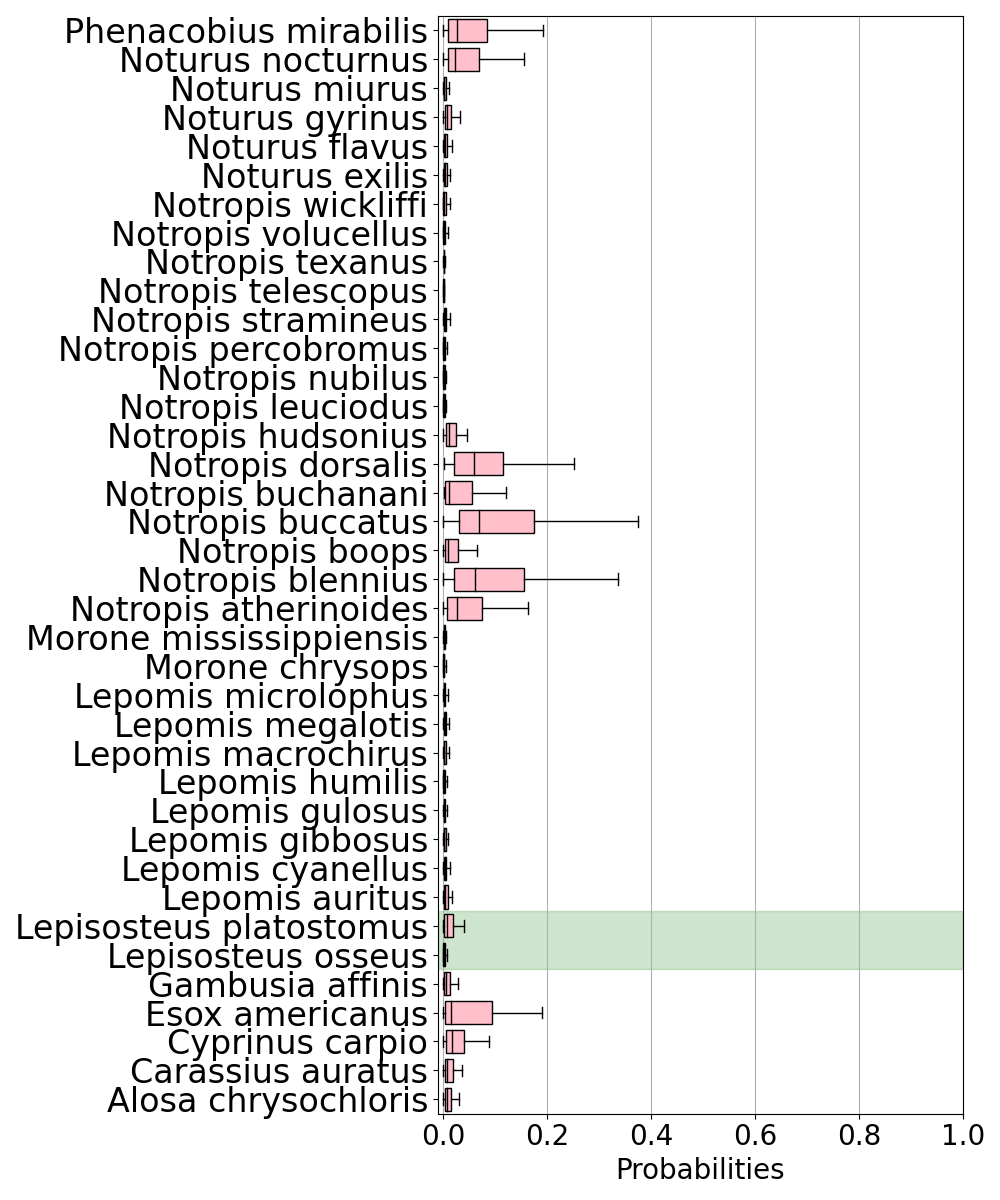 Phenacobius mirabilis
Noturus nocturnus
Noturus miurus
Noturus gyrinus
Noturus flavus
Noturus exilis
Notropis wickliffi
Notropis volucellus
Notropis texanus
Notropis telescopus
Notropis stramineus
Notropis percobromus
Notropis nubilus
Notropis leuciodus
Notropis hudsonius
Notropis dorsalis
Notropis buchanani
Notropis buccatus
Notropis boops
Notropis blennius
Notropis atherinoides
Morone mississippiensis
Morone chrysops
Lepomis microlophus
Lepomis megalotis
Lepomis macrochirus
Lepomis humilis
Lepomis gulosus
Lepomis gibbosus
Lepomis cyanellus
Lepomis auritus
Lepisosteus platostomus
Lepisosteus osseus
Gambusia affinis
Esox americanus
Cyprinus carpio
Carassius auratus
Alosa chrysochloris
0.0 0.2 0.4 0.6 0.8 1.0
Probabilities